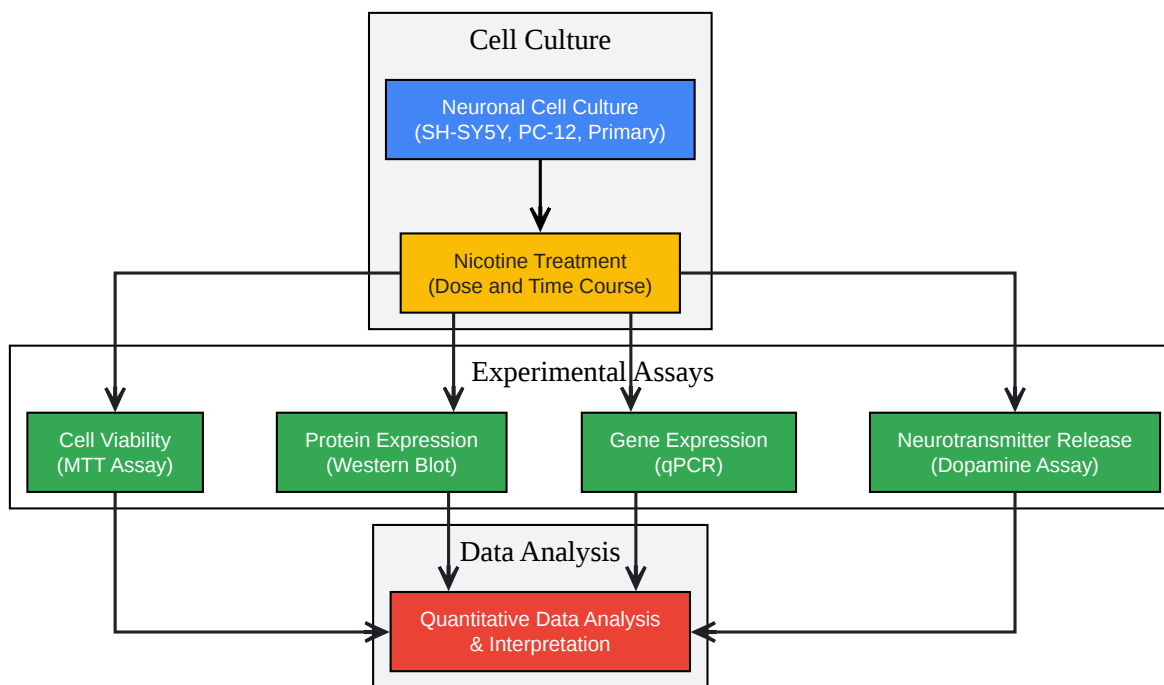 Cell Culture
Neuronal Cell Culture
(SH-SY5Y, PC-12, Primary)
Nicotine Treatment
(Dose and Time Course)
Experimental Assays
Cell Viability
(MTT Assay)
Protein Expression
(Western Blot)
Gene Expression
(qPCR)
Neurotransmitter Release
(Dopamine Assay)
Data Analysis
Quantitative Data Analysis
& Interpretation